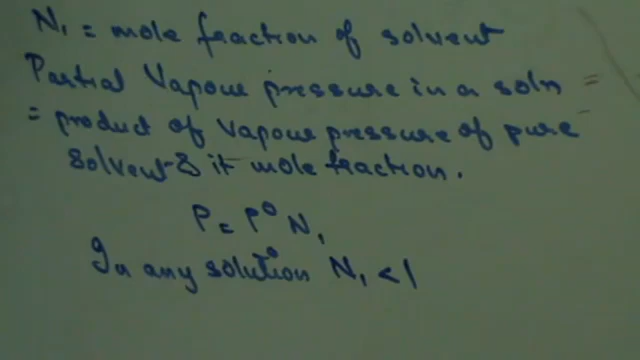 N₁ = mole fraction of solvent
Partial Vapour pressure in a soln =
= product of vapour pressure of pure
solvent & it mole fraction.
P = P⁰ N₁
In any solution N₁ < 1